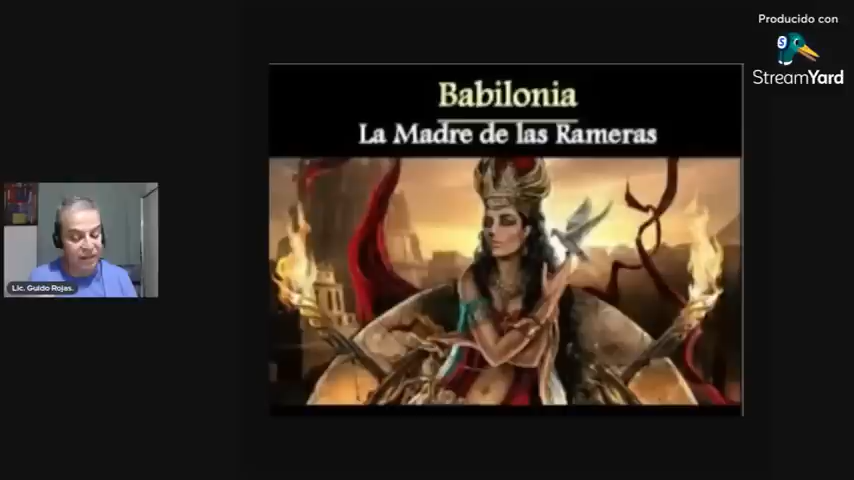 Producido con
StreamYard
Babilonia
La Madre de las Rameras
Lic. Guido Rojas.